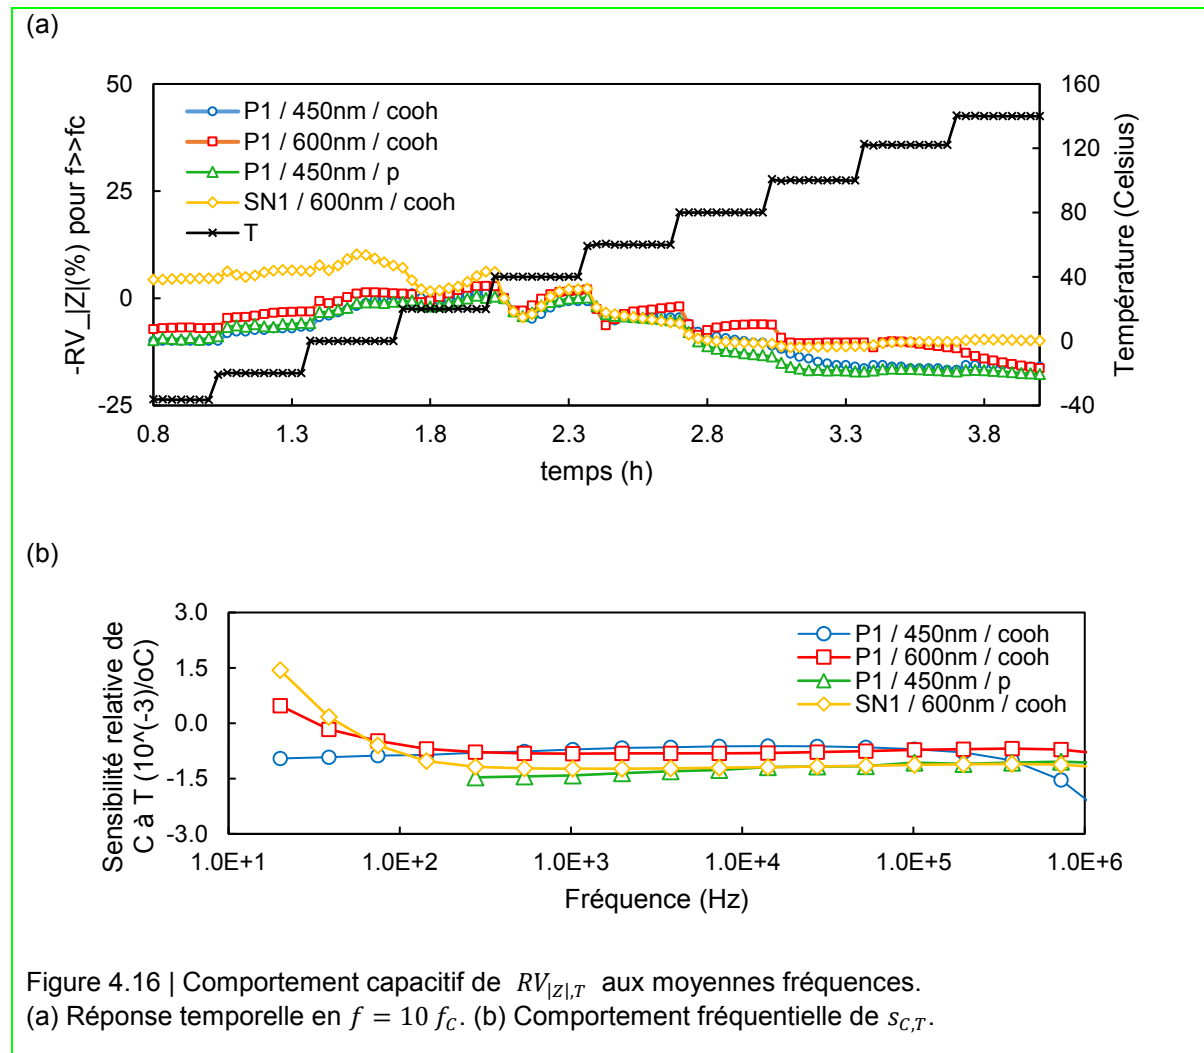 (a)
-RV_|Z|(%) pour f>>fc
50
25
0
-25
P1 / 450nm / cooh
P1 / 600nm / cooh
P1 / 450nm / p
SN1 / 600nm / cooh
T
160
120
80
40
0
-40
Température (Celsius)
0.8 1.3 1.8 2.3 2.8 3.3 3.8
temps (h)
(b)
Sensibilité relative de
C à T (10^(-3)/oC)
3.0
1.5
0.0
-1.5
-3.0
P1 / 450nm / cooh
P1 / 600nm / cooh
P1 / 450nm / p
SN1 / 600nm / cooh
1.0E+1 1.0E+2 1.0E+3 1.0E+4 1.0E+5 1.0E+6
Fréquence (Hz)
Figure 4.16 | Comportement capacitif de RV|Z|,T aux moyennes fréquences.
(a) Réponse temporelle en f = 10 fC. (b) Comportement fréquentielle de sC,T.